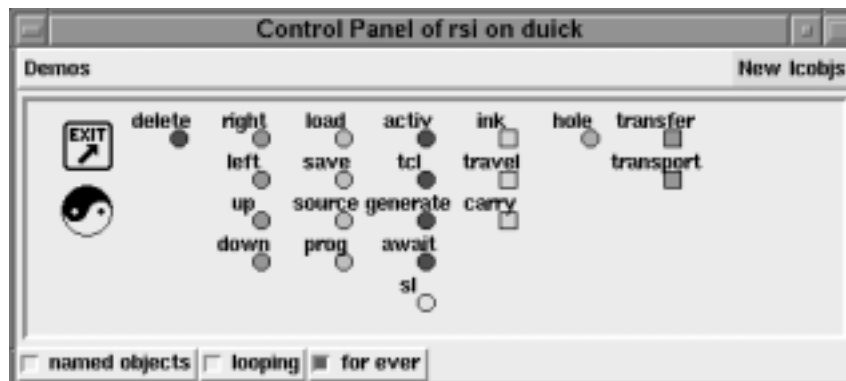 Control Panel of rsi on duick
Demos New Icobjs
EXIT delete right load activ ink hole transfer
left save tcl travel transport
up source generate carry
down prog await
sl
named objects looping for ever